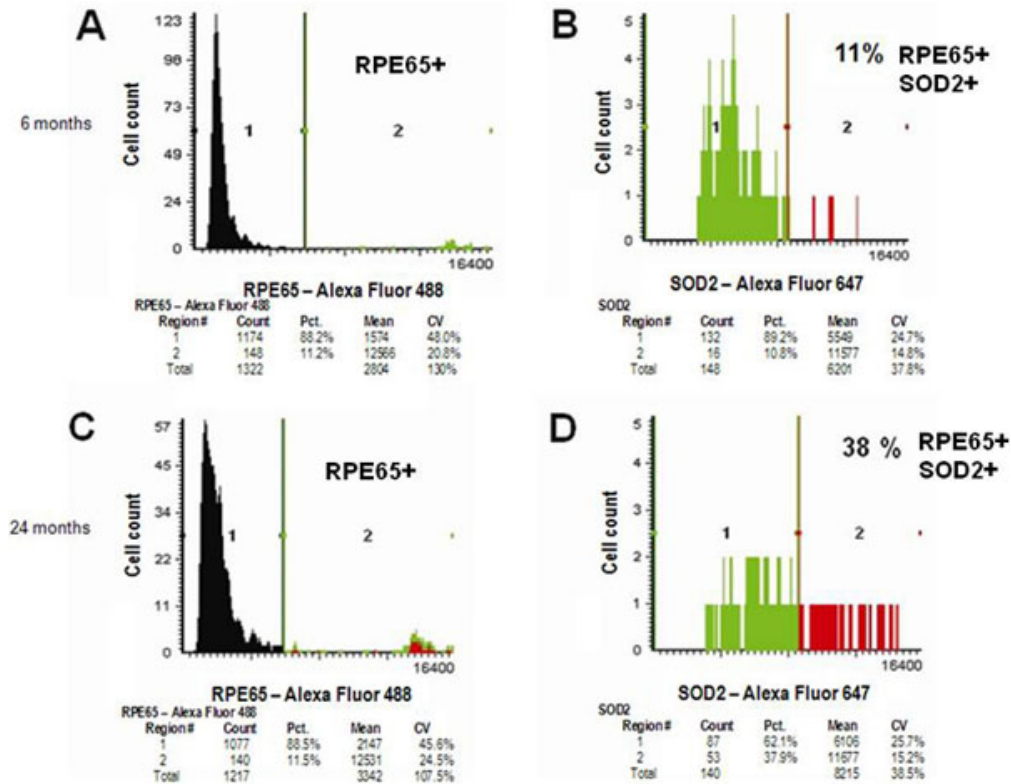 A
123
98
73
49
24
0
Cell count
RPE65+
1
2
16400
RPE65 – Alexa Fluor 488
6 months
RPE65 – Alexa Fluor 488
Region # Count Pct. Mean CV
1 1174 88.2% 1574 48.0%
2 148 11.2% 12566 20.8%
Total 1322 2804 130%
B
5
4
3
2
1
0
Cell count
11% RPE65+
SOD2+
1
2
16400
SOD2 – Alexa Fluor 647
SOD2
Region # Count Pct. Mean CV
1 132 89.2% 5549 24.7%
2 16 10.8% 11577 14.8%
Total 148 6201 37.8%
C
57
45
34
22
11
0
Cell count
RPE65+
1
2
16400
RPE65 – Alexa Fluor 488
24 months
RPE65 – Alexa Fluor 488
Region # Count Pct. Mean CV
1 1077 88.5% 2147 45.6%
2 140 11.5% 12531 24.5%
Total 1217 3342 107.5%
D
5
4
3
2
1
0
Cell count
38 % RPE65+
SOD2+
1
2
16400
SOD2 – Alexa Fluor 647
SOD2
Region # Count Pct. Mean CV
1 87 62.1% 6106 25.7%
2 53 37.9% 11677 15.2%
Total 140 8215 38.5%